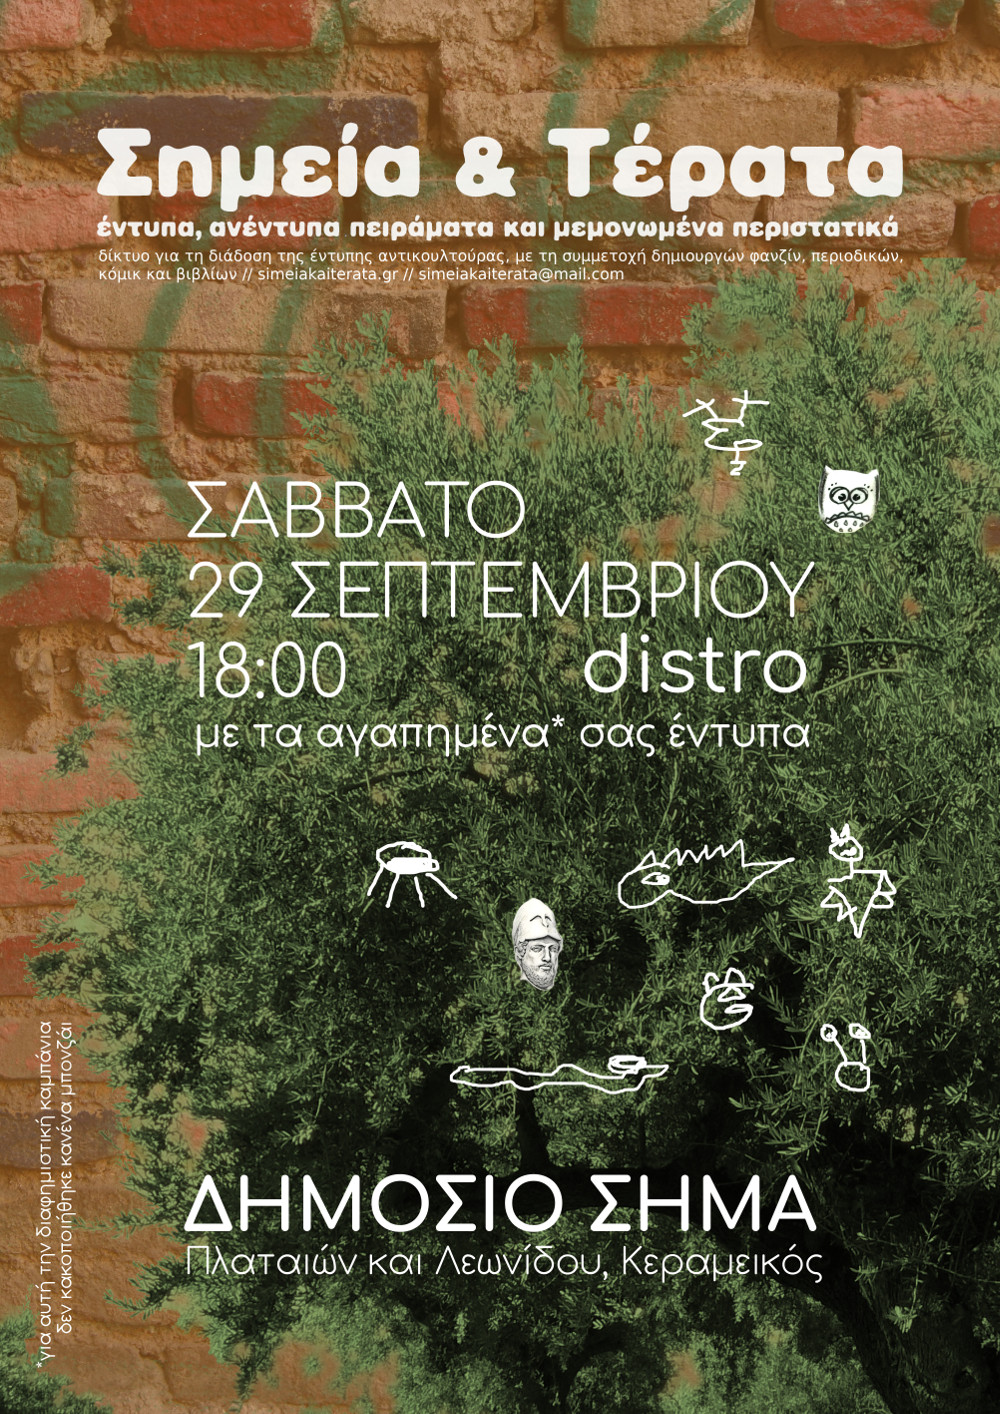 Σημεία & Τέρατα
έντυπα, ανέντυπα πειράματα και μεμονωμένα περιστατικά
δίκτυο για τη διάδοση της έντυπης αντικουλτούρας, με τη συμμετοχή δημιουργών φανζίν, περιοδικών,
κόμικ και βιβλίων // simeiakaiterata.gr // simeiakaiterata@mail.com
ΣΑΒΒΑΤΟ
29 ΣΕΠΤΕΜΒΡΙΟΥ
18:00 distro
με τα αγαπημένα* σας έντυπα
ΔΗΜΟΣΙΟ ΣΗΜΑ
Πλαταιών και Λεωνίδου, Κεραμεικός
*για αυτή την διαφημιστική καμπάνια
δεν κακοποιήθηκε κανένα μπονζάι